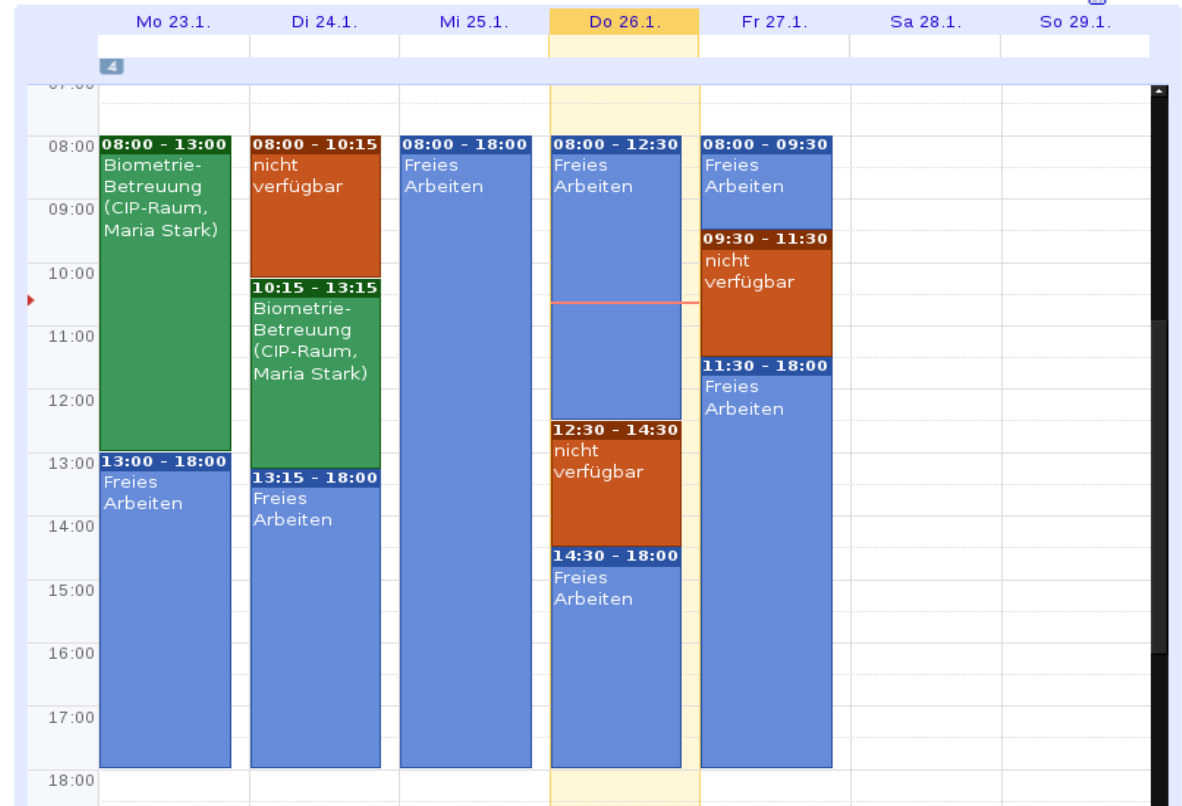 Mo 23.1.
Di 24.1.
Mi 25.1.
Do 26.1.
Fr 27.1.
Sa 28.1.
So 29.1.
4
07:00
08:00
09:00
10:00
11:00
12:00
13:00
14:00
15:00
16:00
17:00
18:00
08:00 - 13:00
Biometrie-
Betreuung
(CIP-Raum,
Maria Stark)
13:00 - 18:00
Freies
Arbeiten
08:00 - 10:15
nicht
verfügbar
10:15 - 13:15
Biometrie-
Betreuung
(CIP-Raum,
Maria Stark)
13:15 - 18:00
Freies
Arbeiten
08:00 - 18:00
Freies
Arbeiten
08:00 - 12:30
Freies
Arbeiten
12:30 - 14:30
nicht
verfügbar
14:30 - 18:00
Freies
Arbeiten
08:00 - 09:30
Freies
Arbeiten
09:30 - 11:30
nicht
verfügbar
11:30 - 18:00
Freies
Arbeiten